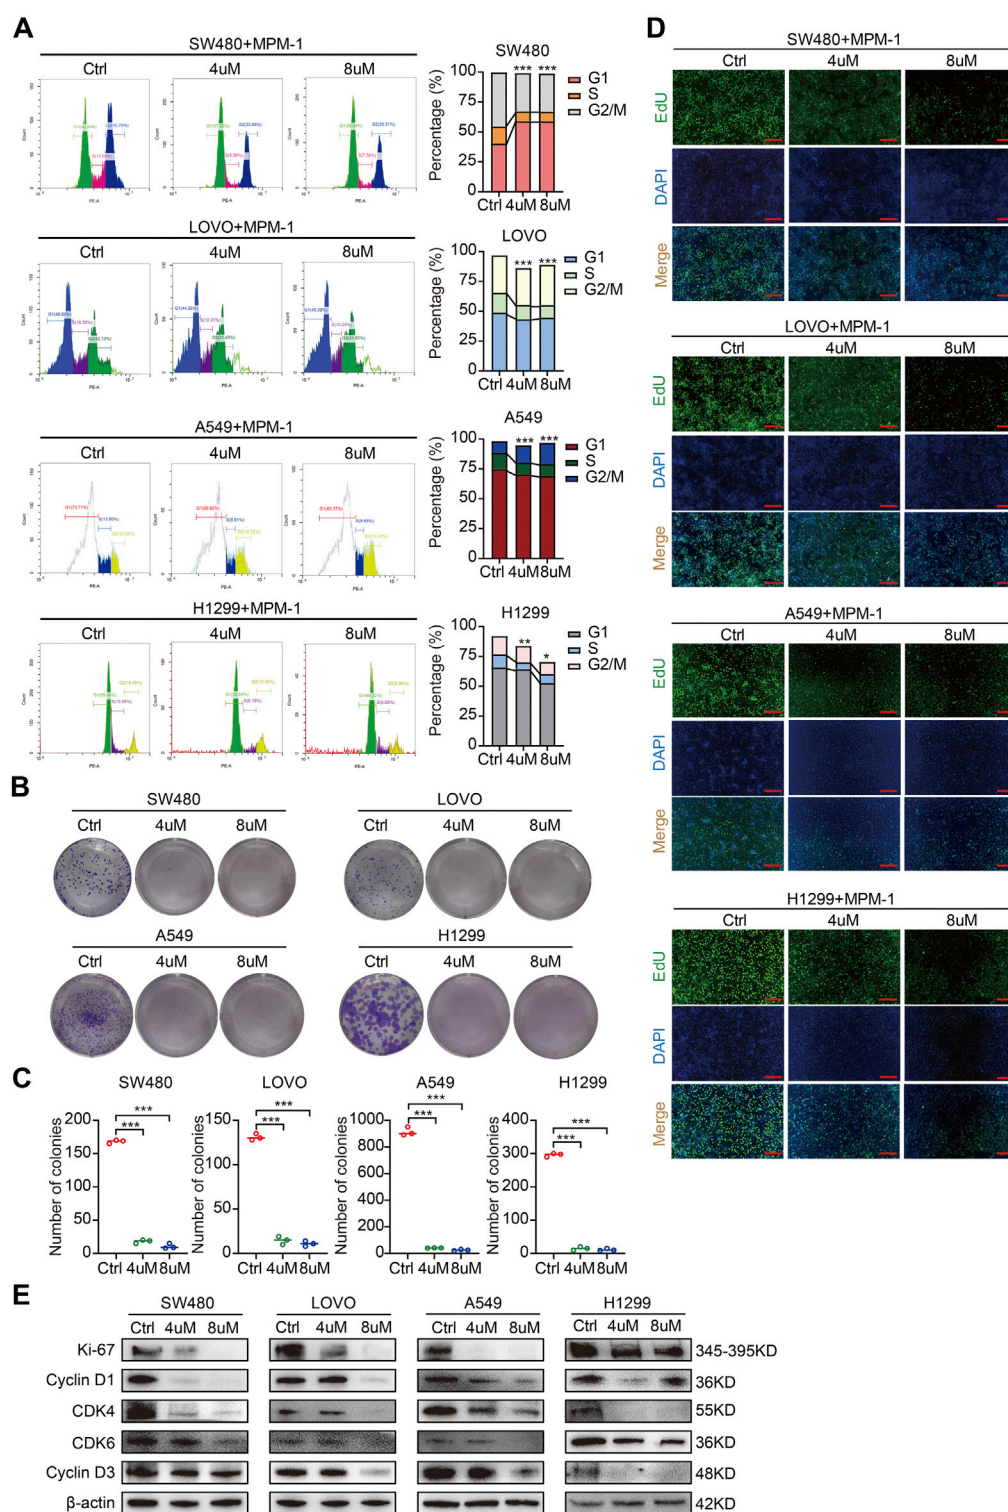 A
SW480+MPM-1
Ctrl 4uM 8uM
Count
PE-A
SW480
Percentage (%)
100
75
50
25
0
*** ***
G1
S
G2/M
Ctrl 4uM 8uM
LOVO+MPM-1
Ctrl 4uM 8uM
Count
PE-A
LOVO
Percentage (%)
100
75
50
25
0
*** ***
G1
S
G2/M
Ctrl 4uM 8uM
A549+MPM-1
Ctrl 4uM 8uM
Count
PE-A
A549
Percentage (%)
100
75
50
25
0
*** ***
G1
S
G2/M
Ctrl 4uM 8uM
H1299+MPM-1
Ctrl 4uM 8uM
Count
PE-A
H1299
Percentage (%)
100
75
50
25
0
** *
G1
S
G2/M
Ctrl 4uM 8uM
B
SW480 LOVO
Ctrl 4uM 8uM Ctrl 4uM 8uM
A549 H1299
Ctrl 4uM 8uM Ctrl 4uM 8uM
C
SW480
Number of colonies
200
150
100
50
0
***
***
Ctrl 4uM 8uM
LOVO
Number of colonies
150
100
50
0
***
***
Ctrl 4uM 8uM
A549
Number of colonies
1000
800
600
400
200
0
***
***
Ctrl 4uM 8uM
H1299
Number of colonies
400
300
200
100
0
***
***
Ctrl 4uM 8uM
D
SW480+MPM-1
Ctrl 4uM 8uM
EdU
DAPI
Merge
LOVO+MPM-1
Ctrl 4uM 8uM
EdU
DAPI
Merge
A549+MPM-1
Ctrl 4uM 8uM
EdU
DAPI
Merge
H1299+MPM-1
Ctrl 4uM 8uM
EdU
DAPI
Merge
E
SW480 LOVO A549 H1299
Ctrl 4uM 8uM Ctrl 4uM 8uM Ctrl 4uM 8uM Ctrl 4uM 8uM
Ki-67 345-395KD
Cyclin D1 36KD
CDK4 55KD
CDK6 36KD
Cyclin D3 48KD
β-actin 42KD